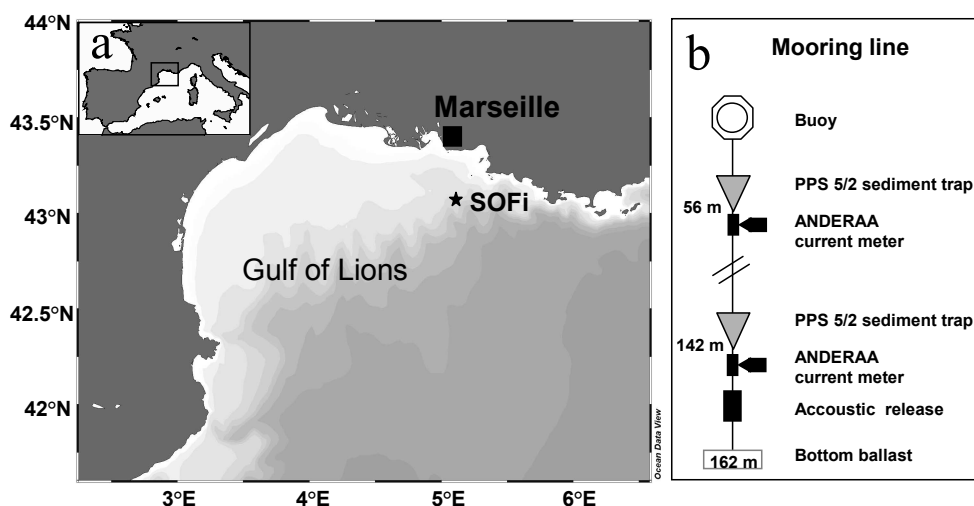 a
44°N
43.5°N
43°N
42.5°N
42°N
3°E
4°E
5°E
6°E
Marseille
SOFi
Gulf of Lions
Ocean Data View
b
Mooring line
Buoy
PPS 5/2 sediment trap
56 m
ANDERAA
current meter
PPS 5/2 sediment trap
142 m
ANDERAA
current meter
Accoustic release
162 m
Bottom ballast